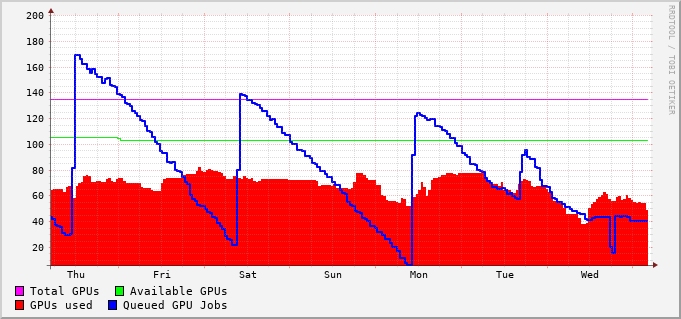 RRDTOOL / TOBI OETIKER
200
180
160
140
120
100
80
60
40
20
Thu Fri Sat Sun Mon Tue Wed
Total GPUs Available GPUs
GPUs used Queued GPU Jobs